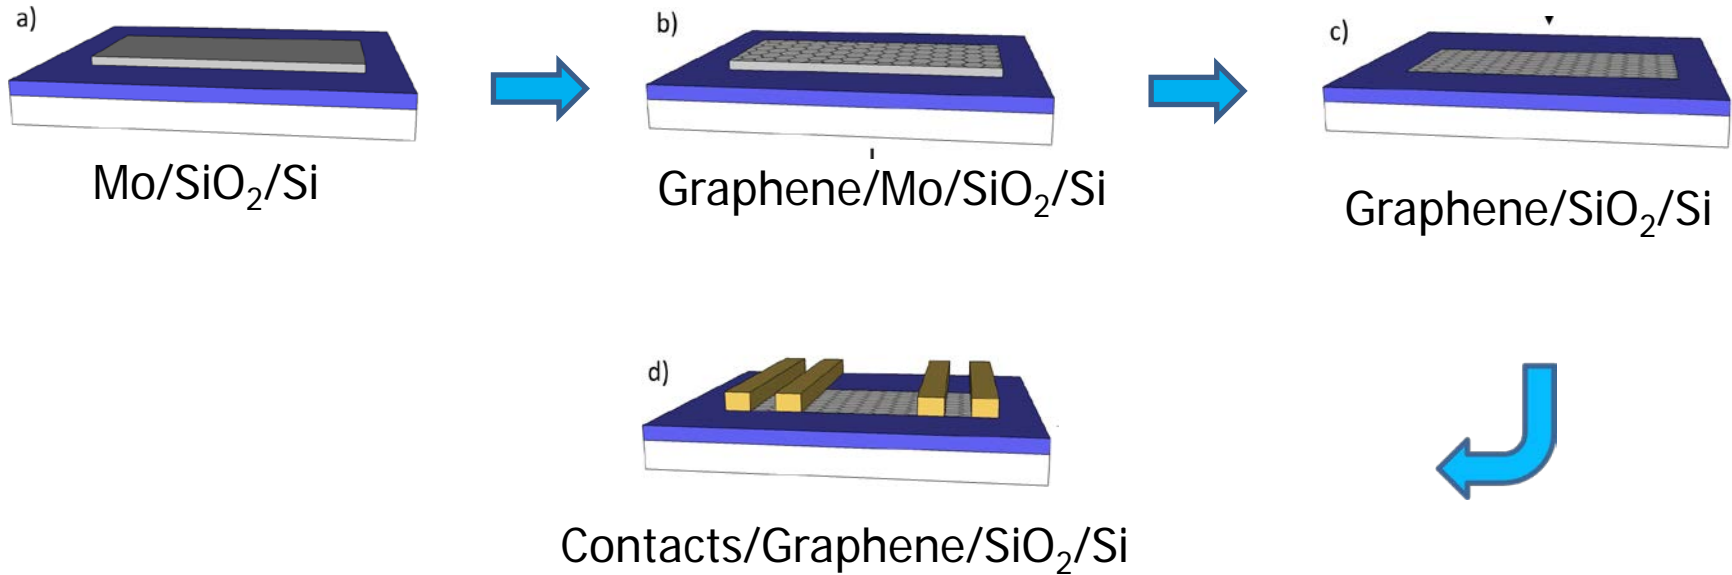 a)
b)
c)
Mo/SiO₂/Si
Graphene/Mo/SiO₂/Si
Graphene/SiO₂/Si
d)
Contacts/Graphene/SiO₂/Si